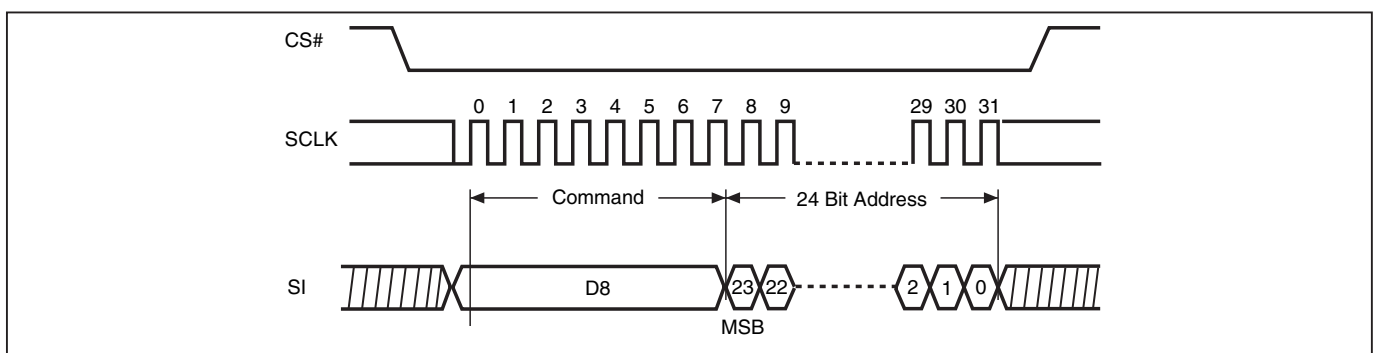 CS#
0 1 2 3 4 5 6 7 8 9 29 30 31
SCLK
Command 24 Bit Address
SI D8 23 22 2 1 0
MSB